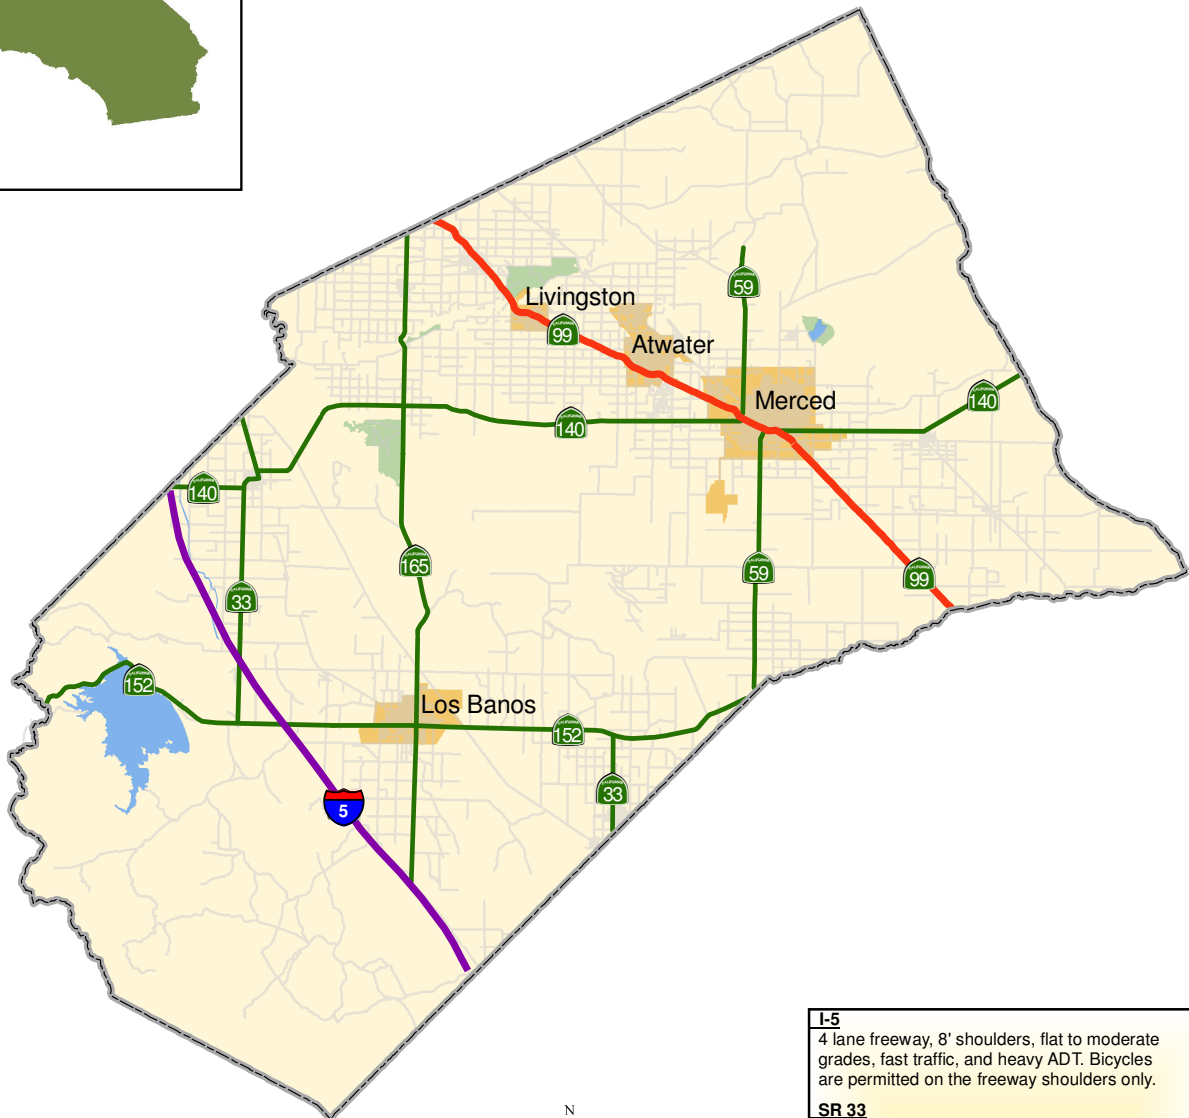 59
Livingston
99
Atwater
140
Merced
140
140
165
59
99
33
152
Los Banos
152
33
5
I-5
4 lane freeway, 8' shoulders, flat to moderate
grades, fast traffic, and heavy ADT. Bicycles
are permitted on the freeway shoulders only.
SR 33
N